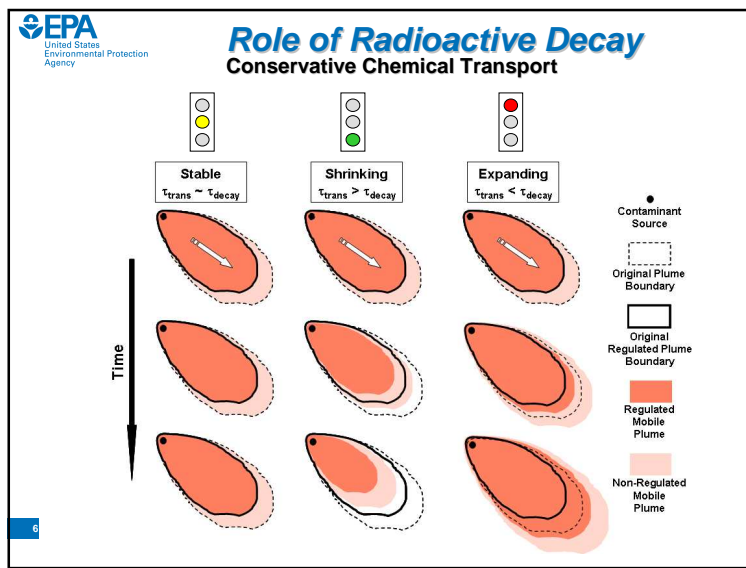 EPA
United States
Environmental Protection
Agency
Role of Radioactive Decay
Conservative Chemical Transport
Stable
τtrans ~ τdecay
Shrinking
τtrans > τdecay
Expanding
τtrans < τdecay
Time
Contaminant
Source
Original Plume
Boundary
Original
Regulated Plume
Boundary
Regulated
Mobile
Plume
Non-Regulated
Mobile
Plume
6